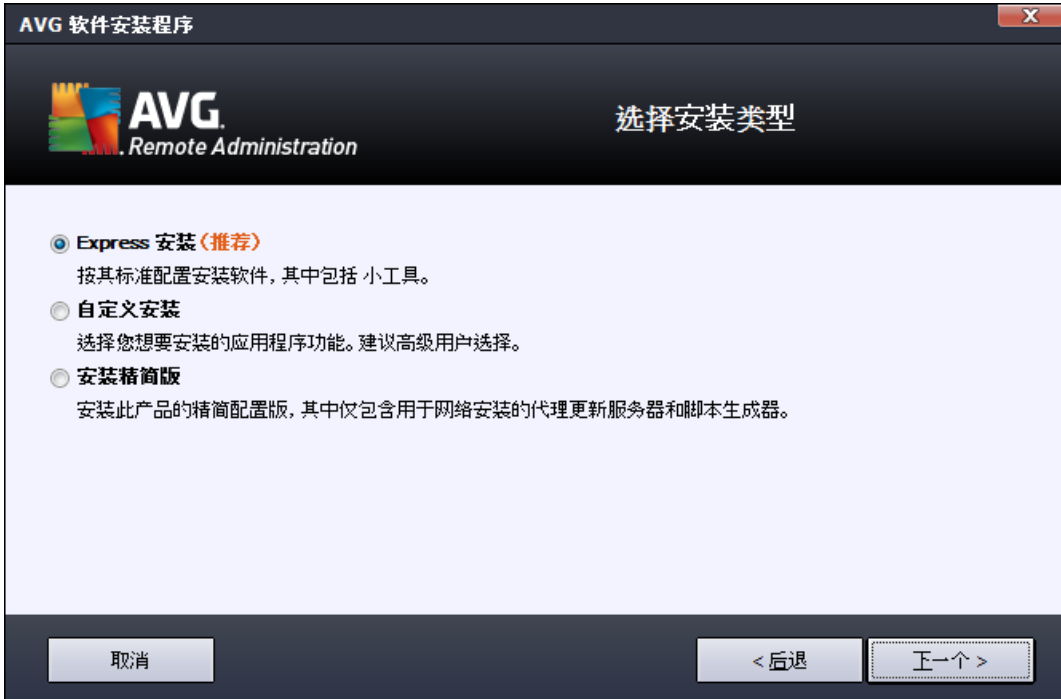 AVG 软件安装程序
X
AVG.
Remote Administration
选择安装类型
Express 安装(推荐)
按其标准配置安装软件, 其中包括 小工具。
自定义安装
选择您想要安装的应用程序功能。建议高级用户选择。
安装精简版
安装此产品的精简配置版, 其中仅包含用于网络安装的代理更新服务器和脚本生成器。
取消
< 后退
下一个 >